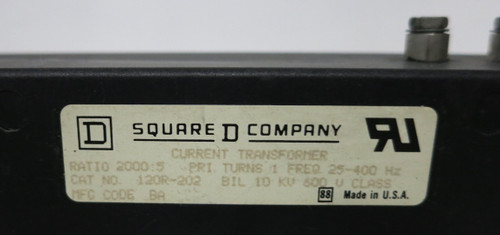 D SQUARE D COMPANY
CURRENT TRANSFORMER
RATIO 2000:5 PRI. TURNS 1 FREQ. 25-400 Hz
CAT NO. 120R-202 BIL 10 KV 600 V CLASS
MFG CODE BA 88 Made in U.S.A.